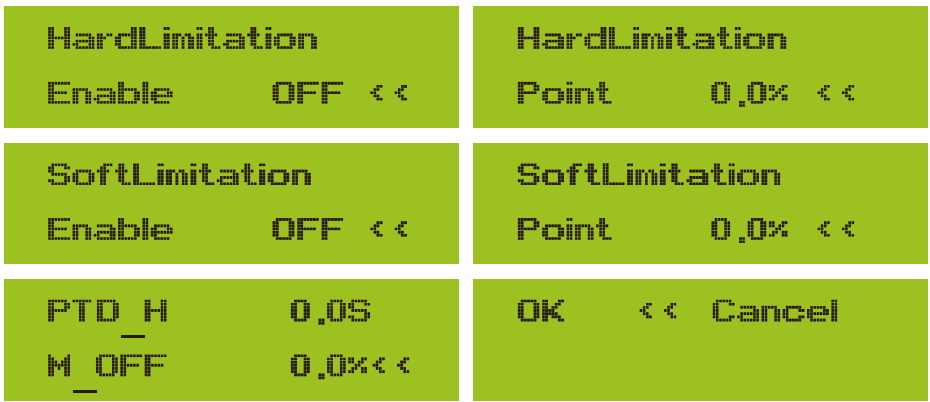 HardLimitation
Enable OFF <<
HardLimitation
Point 0.0% <<
SoftLimitation
Enable OFF <<
SoftLimitation
Point 0.0% <<
PTD_H 0.0S
M_OFF 0.0%<<
OK << Cancel